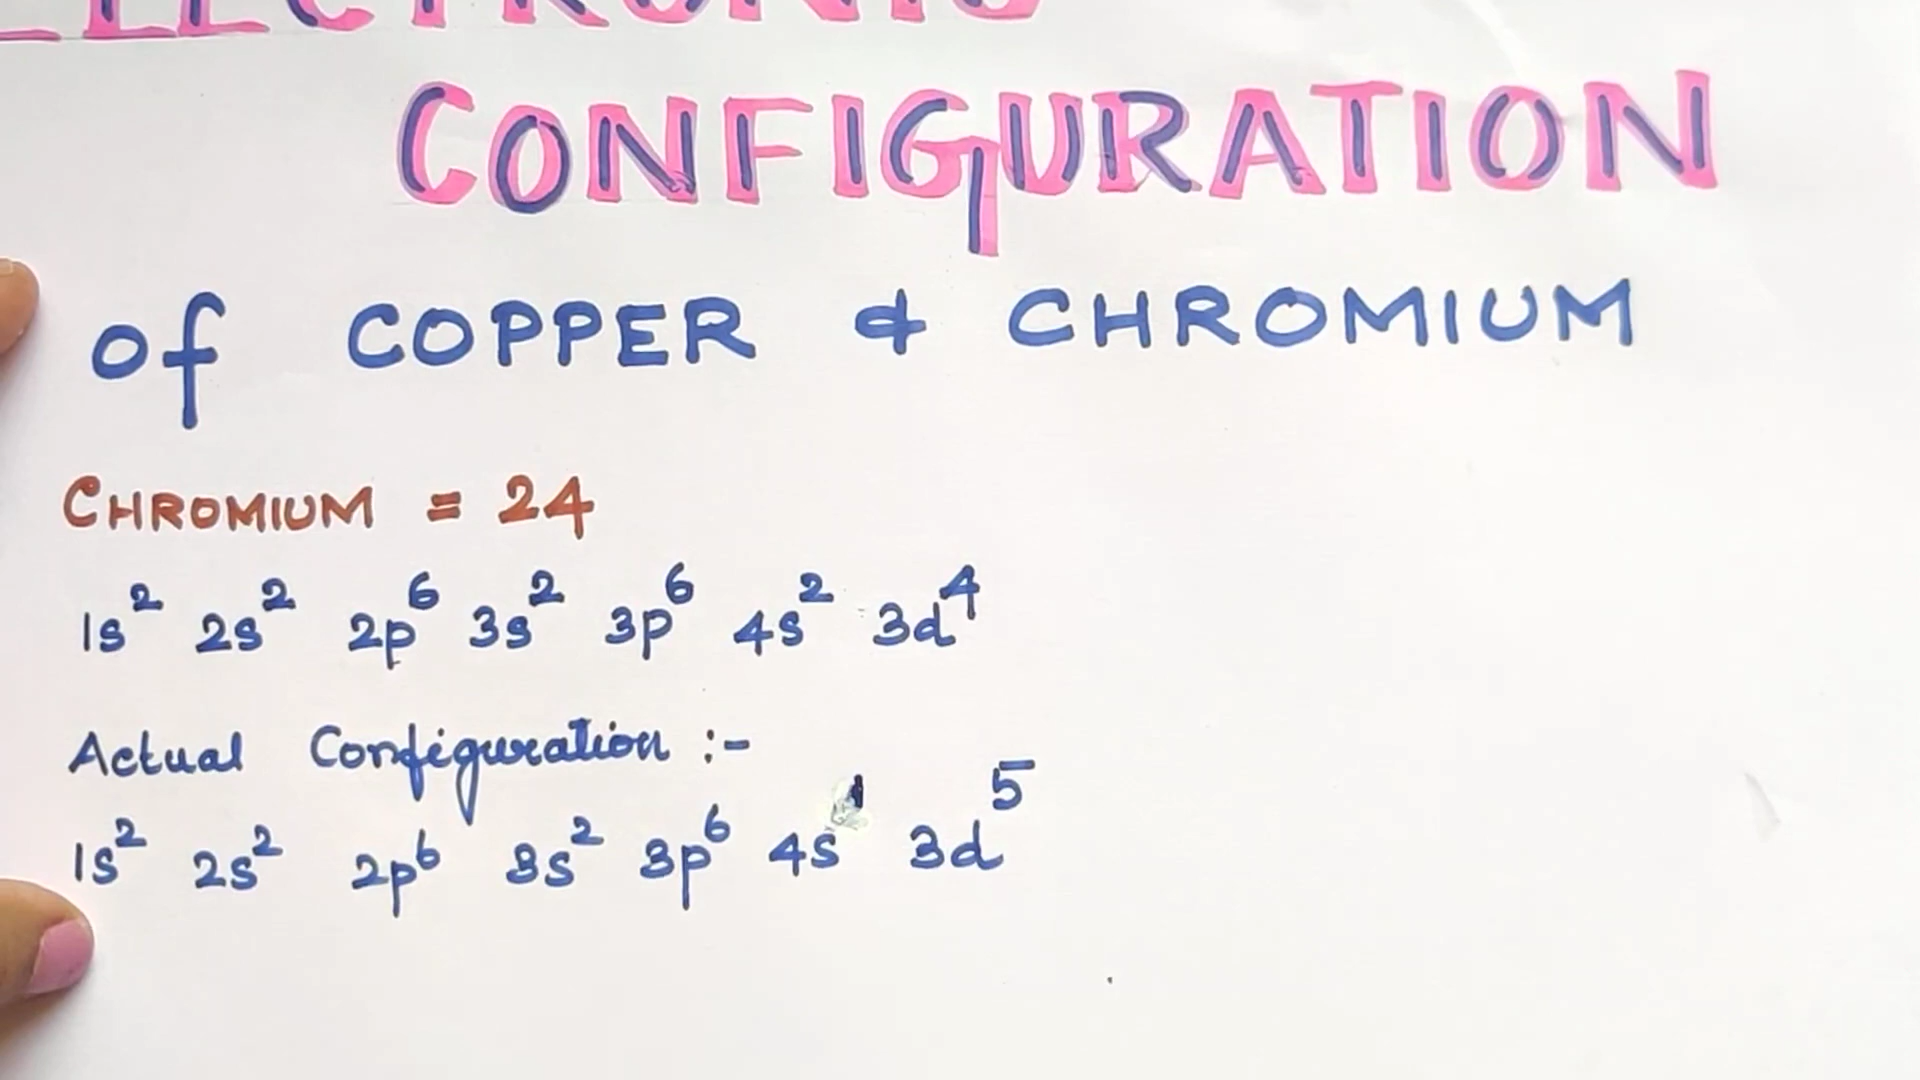 ELECTRONIC
CONFIGURATION
of COPPER & CHROMIUM
CHROMIUM = 24
1s² 2s² 2p⁶ 3s² 3p⁶ 4s² 3d⁴
Actual Configuration :-
1s² 2s² 2p⁶ 3s² 3p⁶ 4s¹ 3d⁵